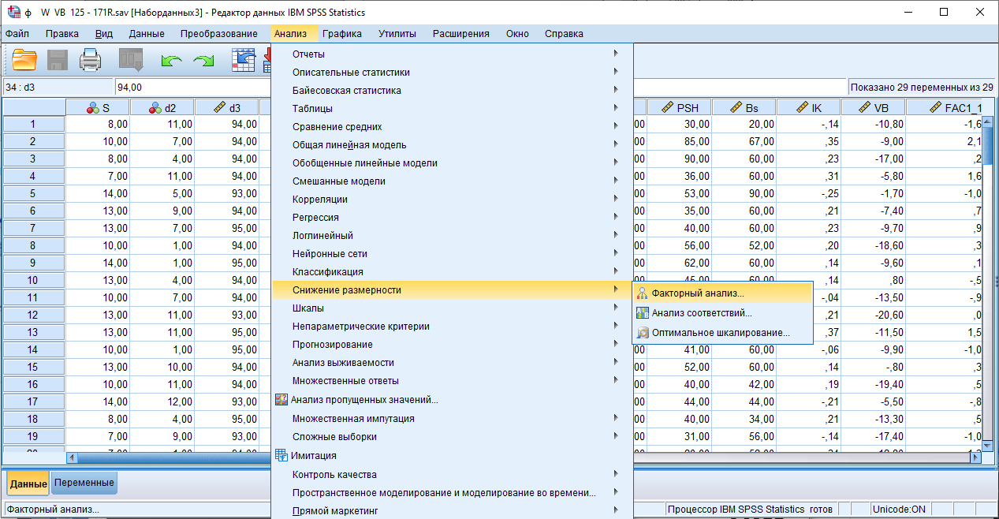 ф W VB 125 - 171R.sav [Наборданных3] - Редактор данных IBM SPSS Statistics
Файл Правка Вид Данные Преобразование Анализ Графика Утилиты Расширения Окно Справка
34 : d3 94,00 Показано 29 переменных из 29
S d2 d3 PSH Bs IK VB FAC1_1
1 8,00 11,00 94,00 00 30,00 20,00 -,14 -10,80 -1,6
2 10,00 7,00 95,00 00 85,00 67,00 ,35 -9,00 2,1
3 8,00 4,00 94,00 00 90,00 60,00 ,23 -17,00 ,2
4 7,00 11,00 94,00 00 36,00 60,00 ,31 -5,80 1,6
5 14,00 5,00 93,00 00 53,00 90,00 -,25 -1,70 -1,0
6 13,00 9,00 94,00 00 35,00 60,00 ,21 -7,40 ,7
7 13,00 7,00 95,00 00 40,00 60,00 ,23 -9,70 ,9
8 10,00 1,00 94,00 00 56,00 52,00 ,20 -18,60 ,3
9 14,00 1,00 95,00 00 62,00 60,00 ,14 -9,60 ,1
10 13,00 4,00 94,00 00 45,00 60,00 ,14 ,80 -,5
11 10,00 7,00 94,00 -,04 -13,50 -,9
12 13,00 11,00 93,00 ,21 -20,60 ,0
13 13,00 11,00 95,00 ,37 -11,50 1,5
14 10,00 1,00 95,00 00 41,00 60,00 -,06 -9,90 -1,0
15 13,00 10,00 94,00 00 52,00 60,00 ,14 -,80 ,3
16 10,00 11,00 94,00 00 40,00 42,00 ,19 -19,40 ,5
17 14,00 12,00 93,00 00 44,00 44,00 -,21 -5,50 -,8
18 8,00 4,00 95,00 00 40,00 34,00 ,21 -13,30 ,5
19 7,00 9,00 93,00 00 31,00 56,00 -,14 -17,40 -1,0
Отчеты
Описательные статистики
Байесовская статистика
Таблицы
Сравнение средних
Общая линейная модель
Обобщенные линейные модели
Смешанные модели
Корреляции
Регрессия
Логлинейный
Нейронные сети
Классификация
Снижение размерности
Шкалы
Непараметрические критерии
Прогнозирование
Анализ выживаемости
Множественные ответы
Анализ пропущенных значений...
Множественная импутация
Сложные выборки
Имитация
Контроль качества
Пространственное моделирование и моделирование во времени...
Прямой маркетинг
Факторный анализ...
Анализ соответствий...
Оптимальное шкалирование...
Данные Переменные
Факторный анализ... Процессор IBM SPSS Statistics готов Unicode:ON